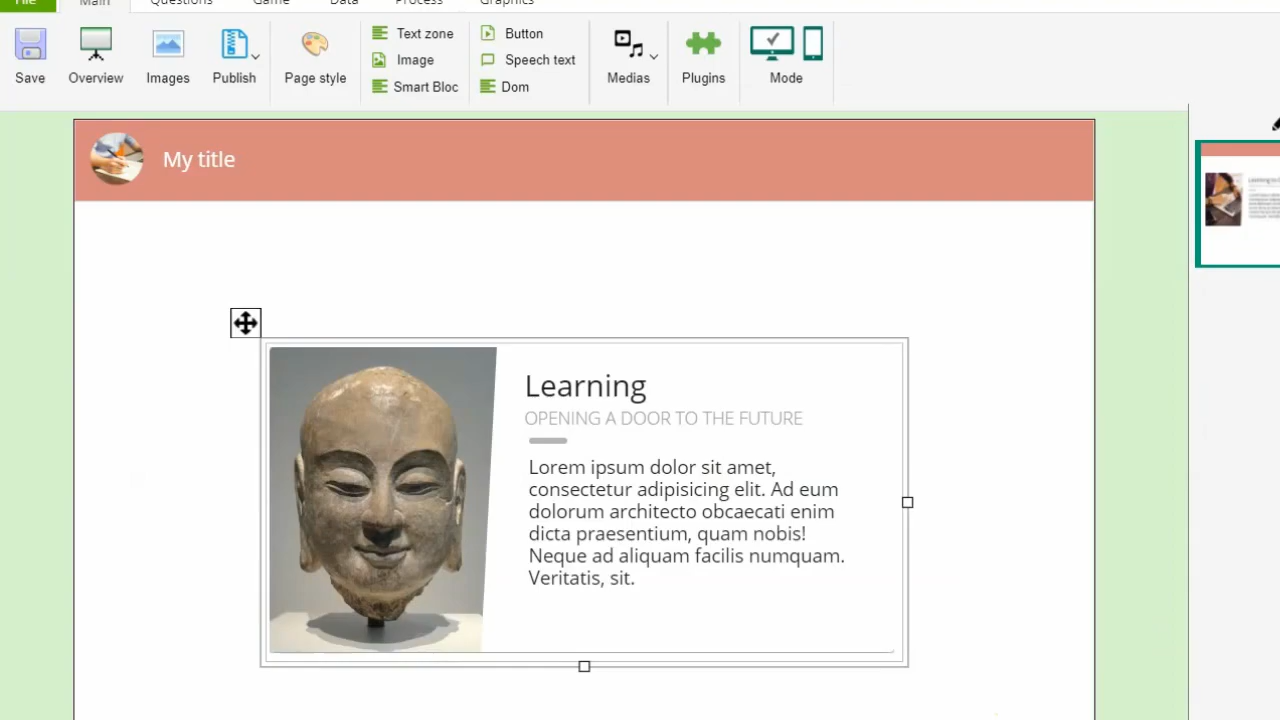 File Main Questions Game Data Process Graphics
Text zone Button
Image Speech text
Save Overview Images Publish Page style Smart Bloc Dom Medias Plugins Mode
My title
Learning
OPENING A DOOR TO THE FUTURE
Lorem ipsum dolor sit amet,
consectetur adipisicing elit. Ad eum
dolorum architecto obcaecati enim
dicta praesentium, quam nobis!
Neque ad aliquam facilis numquam.
Veritatis, sit.